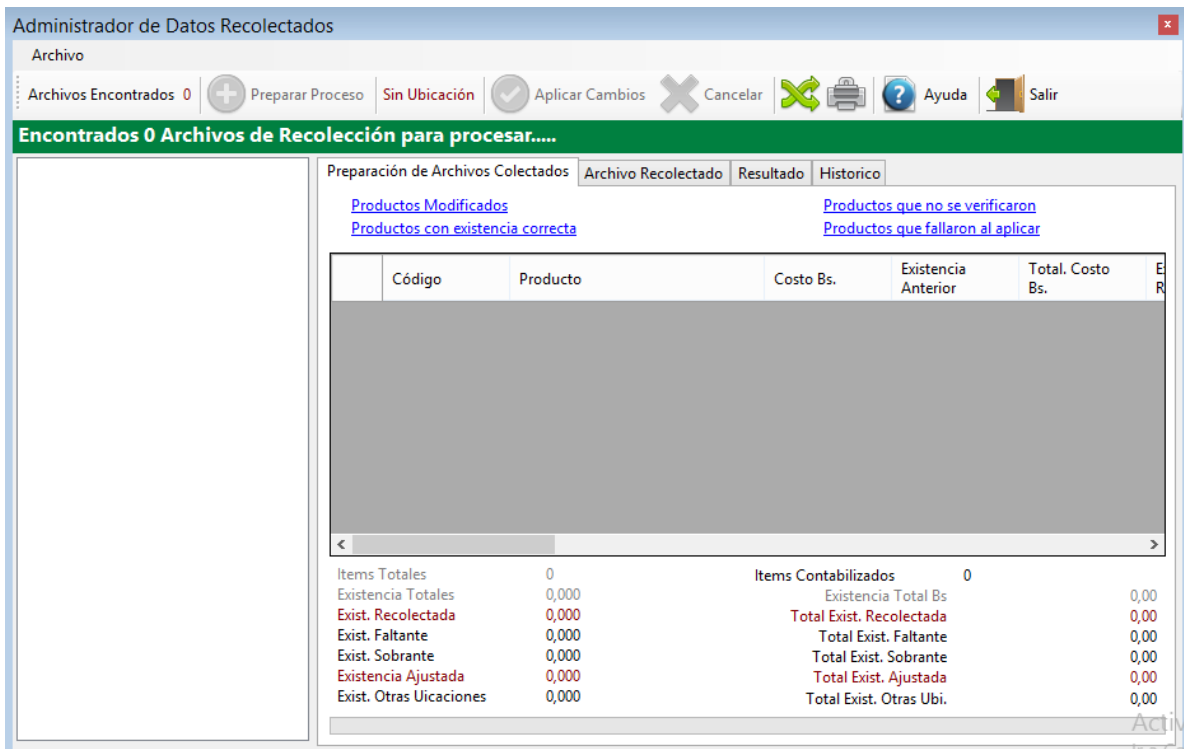 Administrador de Datos Recolectados
x
Archivo
Archivos Encontrados 0 Preparar Proceso Sin Ubicación Aplicar Cambios Cancelar ? Ayuda Salir
Encontrados 0 Archivos de Recolección para procesar.....
Preparación de Archivos Colectados Archivo Recolectado Resultado Historico
Productos Modificados Productos que no se verificaron
Productos con existencia correcta Productos que fallaron al aplicar
Código Producto Costo Bs. Existencia Anterior Total. Costo Bs.
Items Totales 0 Items Contabilizados 0
Existencia Totales 0,000 Existencia Total Bs 0,00
Exist. Recolectada 0,000 Total Exist. Recolectada 0,00
Exist. Faltante 0,000 Total Exist. Faltante 0,00
Exist. Sobrante 0,000 Total Exist. Sobrante 0,00
Existencia Ajustada 0,000 Total Exist. Ajustada 0,00
Exist. Otras Uicaciones 0,000 Total Exist. Otras Ubi. 0,00